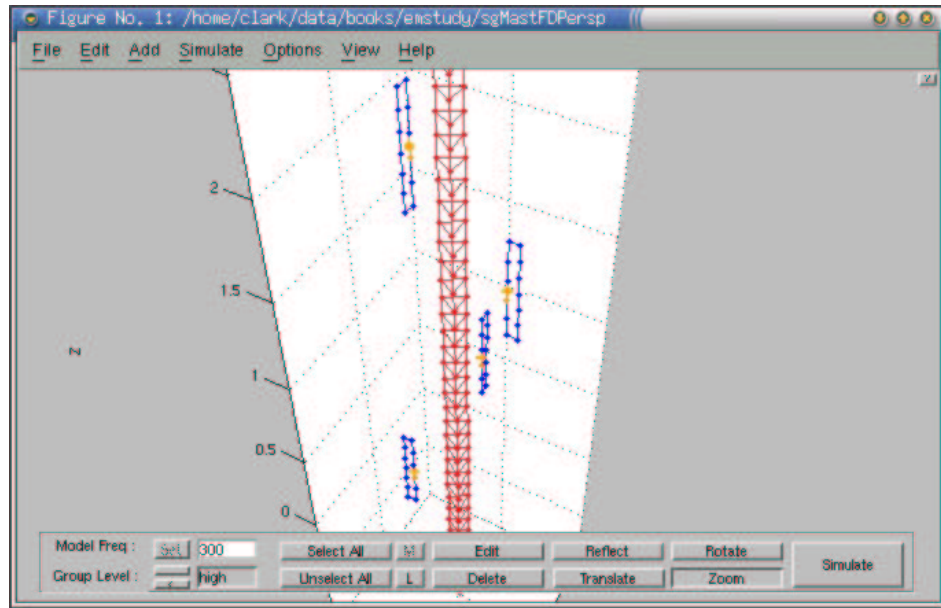 Figure No. 1: /home/clark/data/books/emstudy/sgMastFDPersp
File Edit Add Simulate Options View Help
2
1.5
Z
1
0.5
0
Model Freq : Set 300 Select All M Edit Reflect Rotate
Simulate
Group Level : high Unselect All L Delete Translate Zoom